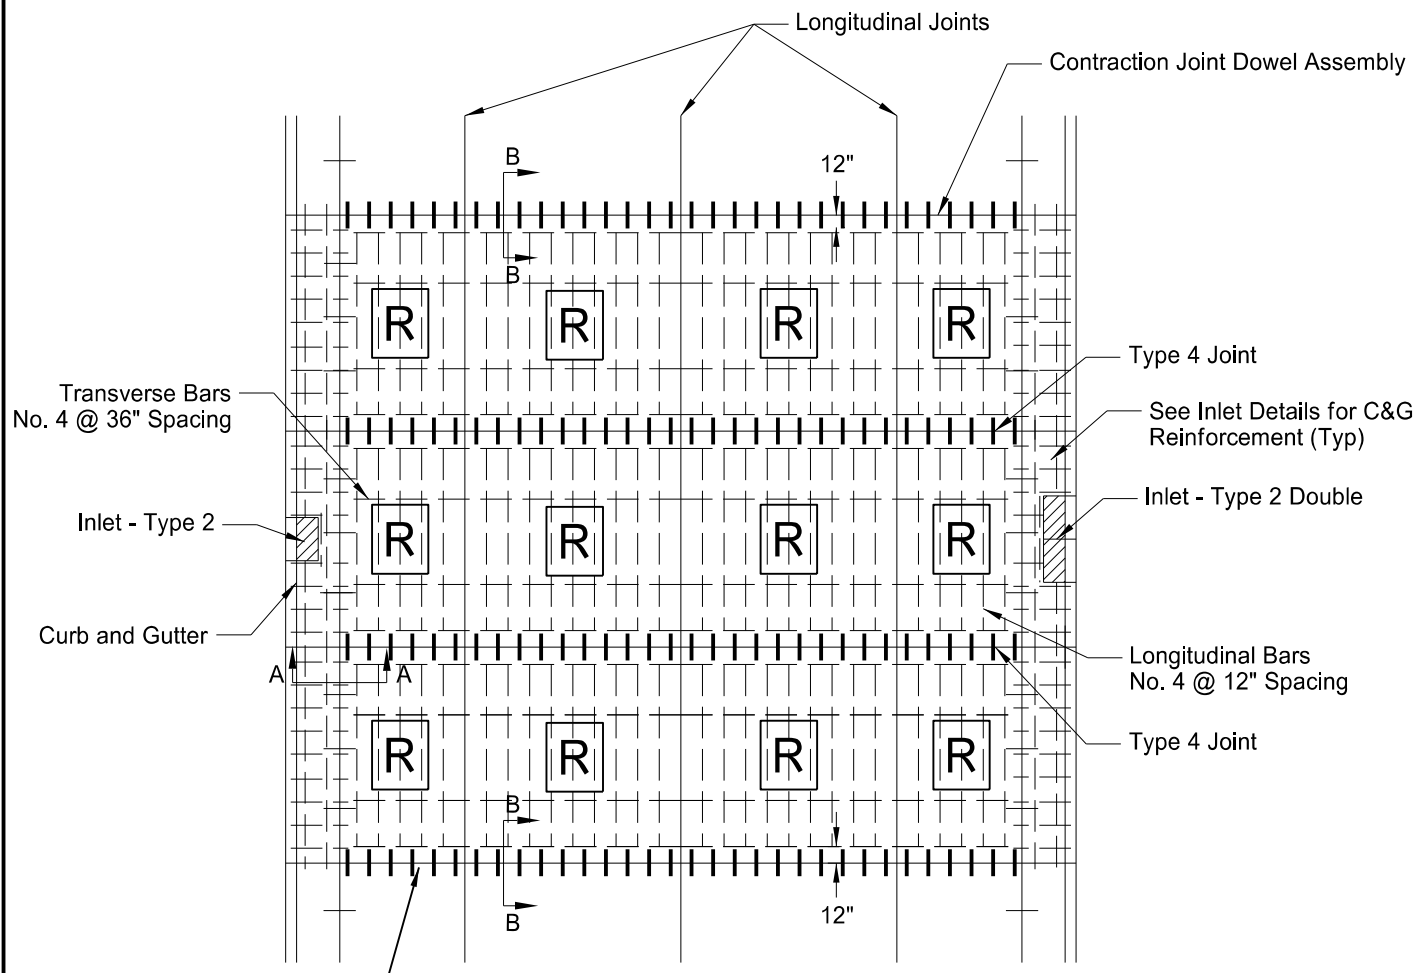 Longitudinal Joints
Contraction Joint Dowel Assembly
B
12"
B
R R R R
Type 4 Joint
Transverse Bars
No. 4 @ 36" Spacing
See Inlet Details for C&G
Reinforcement (Typ)
Inlet - Type 2
Inlet - Type 2 Double
R R R R
Curb and Gutter
A A
Longitudinal Bars
No. 4 @ 12" Spacing
Type 4 Joint
R R R R
B
12"
B